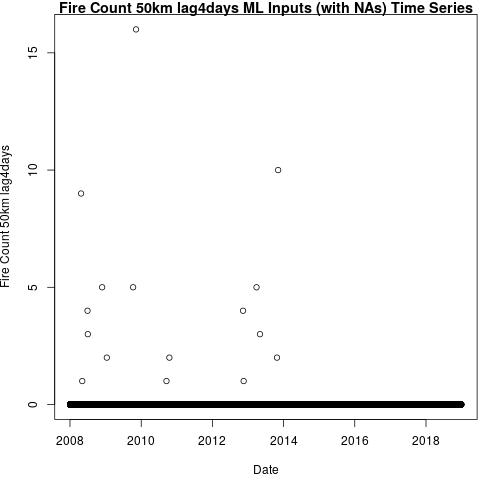 Fire Count 50km lag4days ML Inputs (with NAs) Time Series
Fire Count 50km lag4days
15
10
5
0
2008 2010 2012 2014 2016 2018
Date